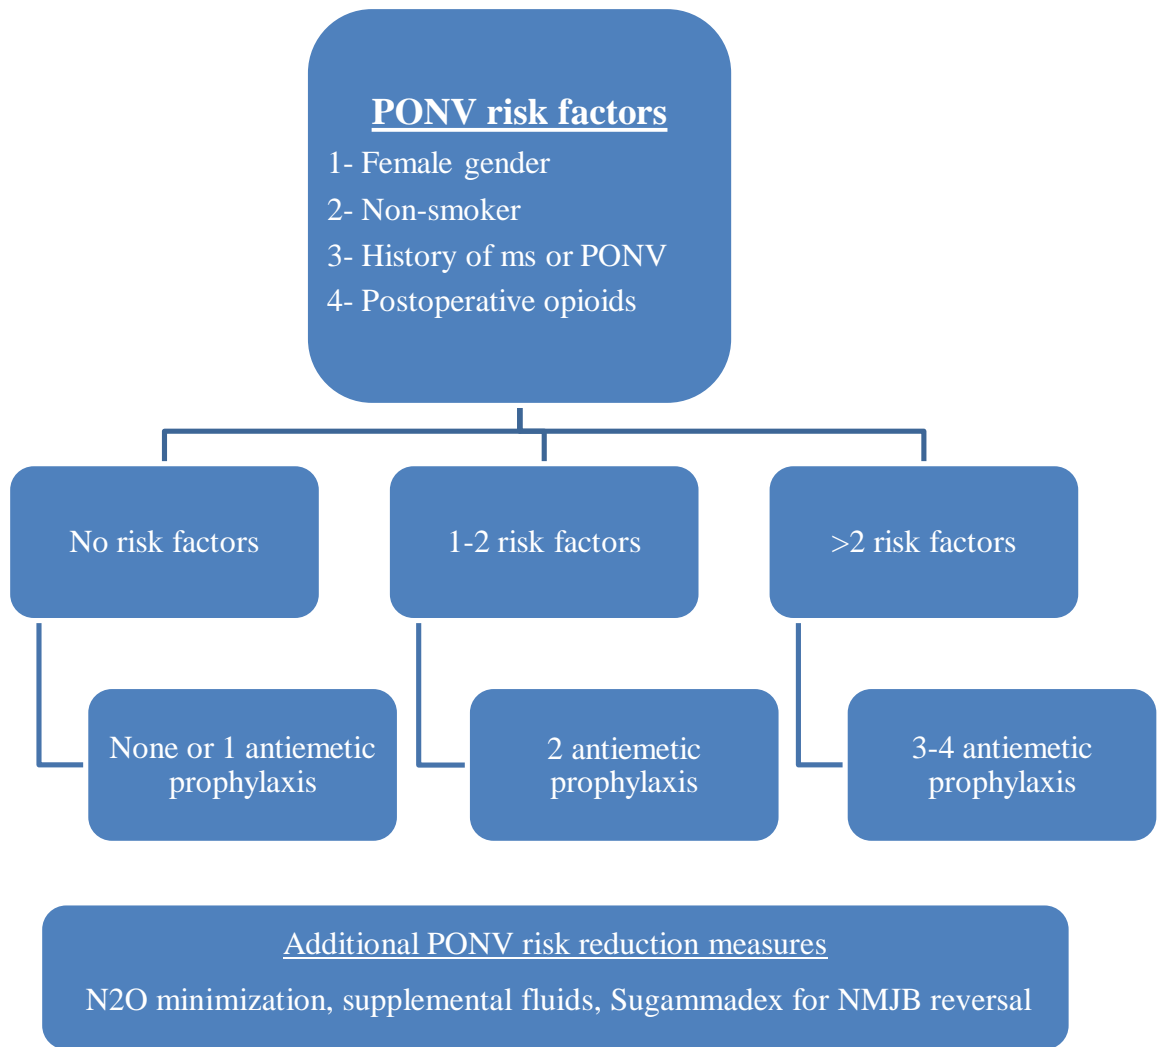 PONV risk factors
1- Female gender
2- Non-smoker
3- History of ms or PONV
4- Postoperative opioids
No risk factors
1-2 risk factors
>2 risk factors
None or 1 antiemetic
prophylaxis
2 antiemetic
prophylaxis
3-4 antiemetic
prophylaxis
Additional PONV risk reduction measures
N2O minimization, supplemental fluids, Sugammadex for NMJB reversal